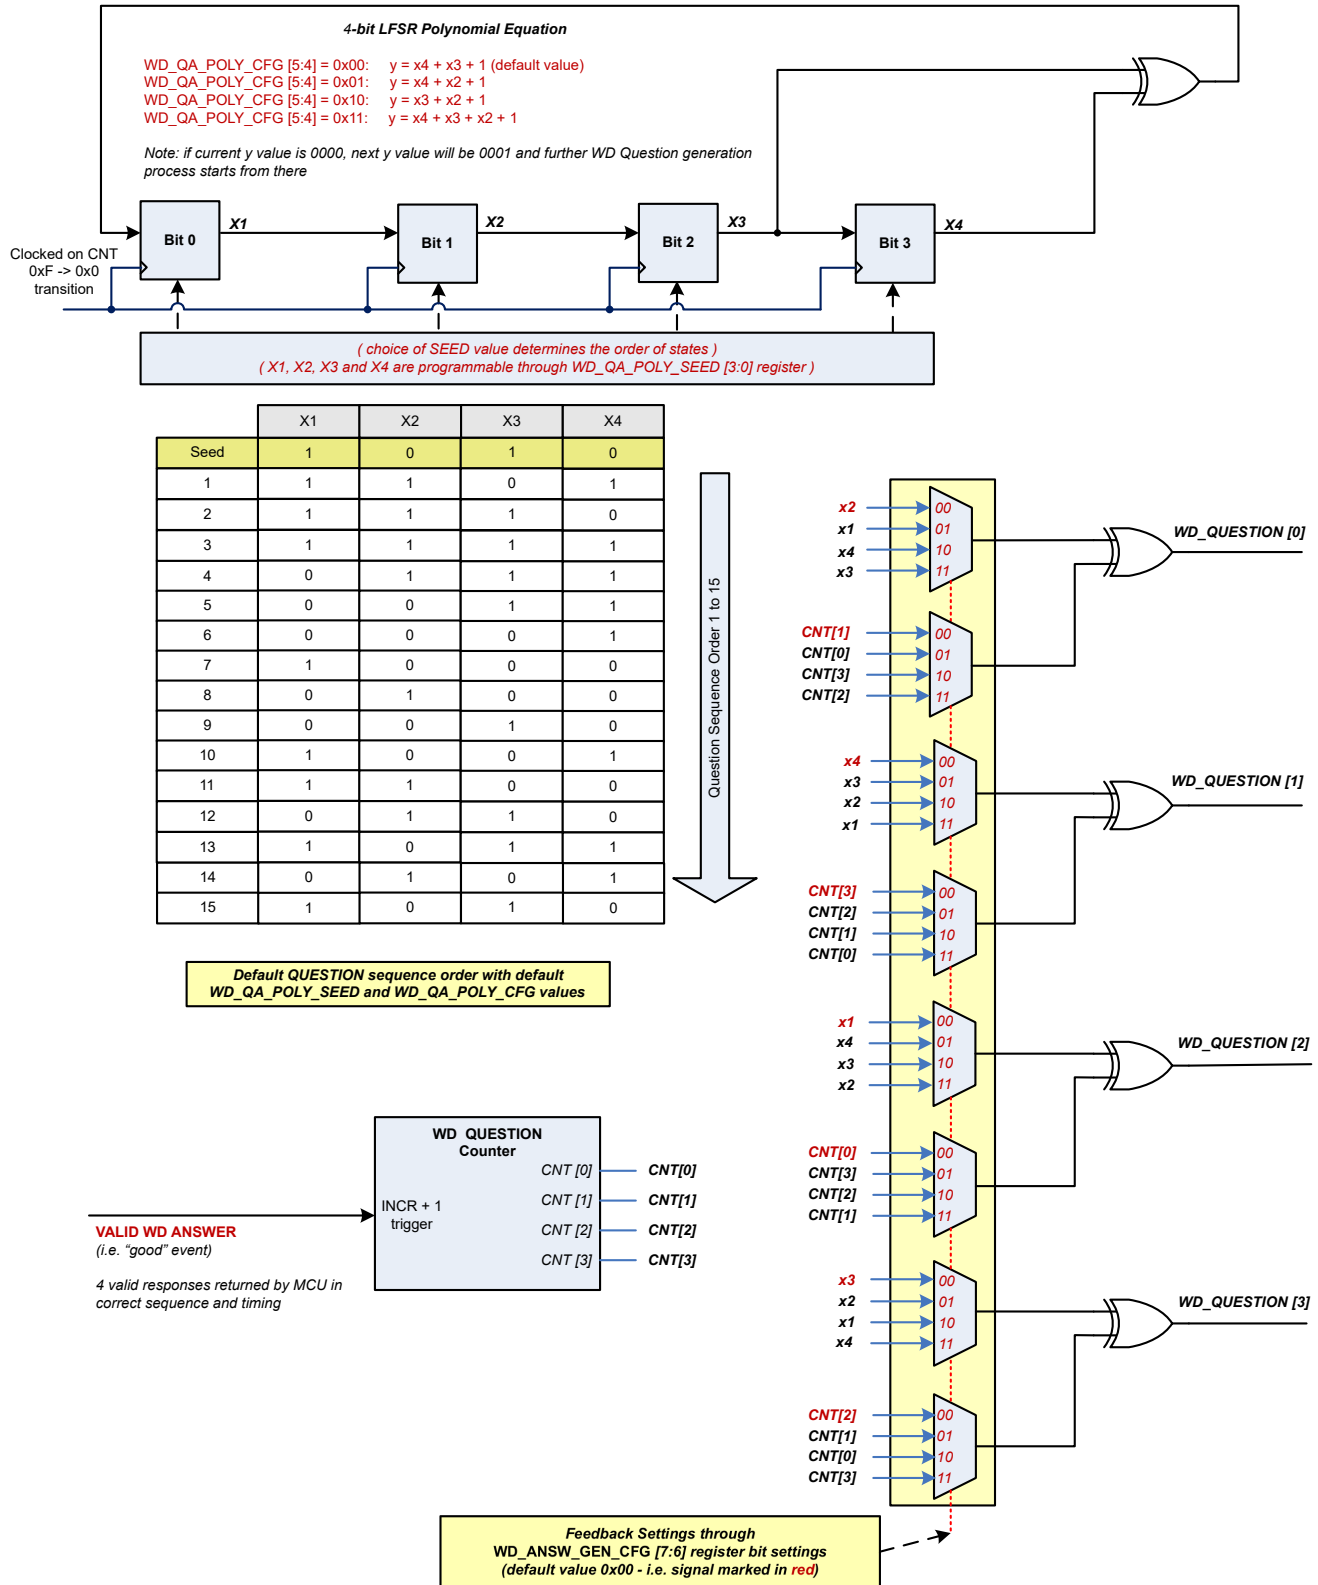 4-bit LFSR Polynomial Equation
WD_QA_POLY_CFG [5:4] = 0x00: y = x4 + x3 + 1 (default value)
WD_QA_POLY_CFG [5:4] = 0x01: y = x4 + x2 + 1
WD_QA_POLY_CFG [5:4] = 0x10: y = x3 + x2 + 1
WD_QA_POLY_CFG [5:4] = 0x11: y = x4 + x3 + x2 + 1
Note: if current y value is 0000, next y value will be 0001 and further WD Question generation
process starts from there
Bit 0
X1
Bit 1
X2
Bit 2
X3
Bit 3
X4
Clocked on CNT
0xF -> 0x0
transition
( choice of SEED value determines the order of states )
( X1, X2, X3 and X4 are programmable through WD_QA_POLY_SEED [3:0] register )
X1 X2 X3 X4
Seed 1 0 1 0
1 1 1 0 1
2 1 1 1 0
3 1 1 1 1
4 0 1 1 1
5 0 0 1 1
6 0 0 0 1
7 1 0 0 0
8 0 1 0 0
9 0 0 1 0
10 1 0 0 1
11 1 1 0 0
12 0 1 1 0
13 1 0 1 1
14 0 1 0 1
15 1 0 1 0
Question Sequence Order 1 to 15
Default QUESTION sequence order with default
WD_QA_POLY_SEED and WD_QA_POLY_CFG values
WD_QUESTION
Counter
INCR + 1
trigger
CNT [0] CNT[0]
CNT [1] CNT[1]
CNT [2] CNT[2]
CNT [3] CNT[3]
VALID WD ANSWER
(i.e. “good” event)
4 valid responses returned by MCU in
correct sequence and timing
x2 00
x1 01
x4 10
x3 11
CNT[1] 00
CNT[0] 01
CNT[3] 10
CNT[2] 11
WD_QUESTION [0]
x4 00
x3 01
x2 10
x1 11
CNT[3] 00
CNT[2] 01
CNT[1] 10
CNT[0] 11
WD_QUESTION [1]
x1 00
x4 01
x3 10
x2 11
CNT[0] 00
CNT[3] 01
CNT[2] 10
CNT[1] 11
WD_QUESTION [2]
x3 00
x2 01
x1 10
x4 11
CNT[2] 00
CNT[1] 01
CNT[0] 10
CNT[3] 11
WD_QUESTION [3]
Feedback Settings through
WD_ANSW_GEN_CFG [7:6] register bit settings
(default value 0x00 - i.e. signal marked in red)